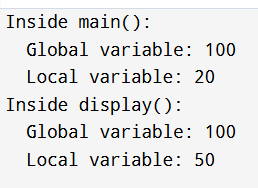 Inside main():
  Global variable: 100
  Local variable: 20
Inside display():
  Global variable: 100
  Local variable: 50